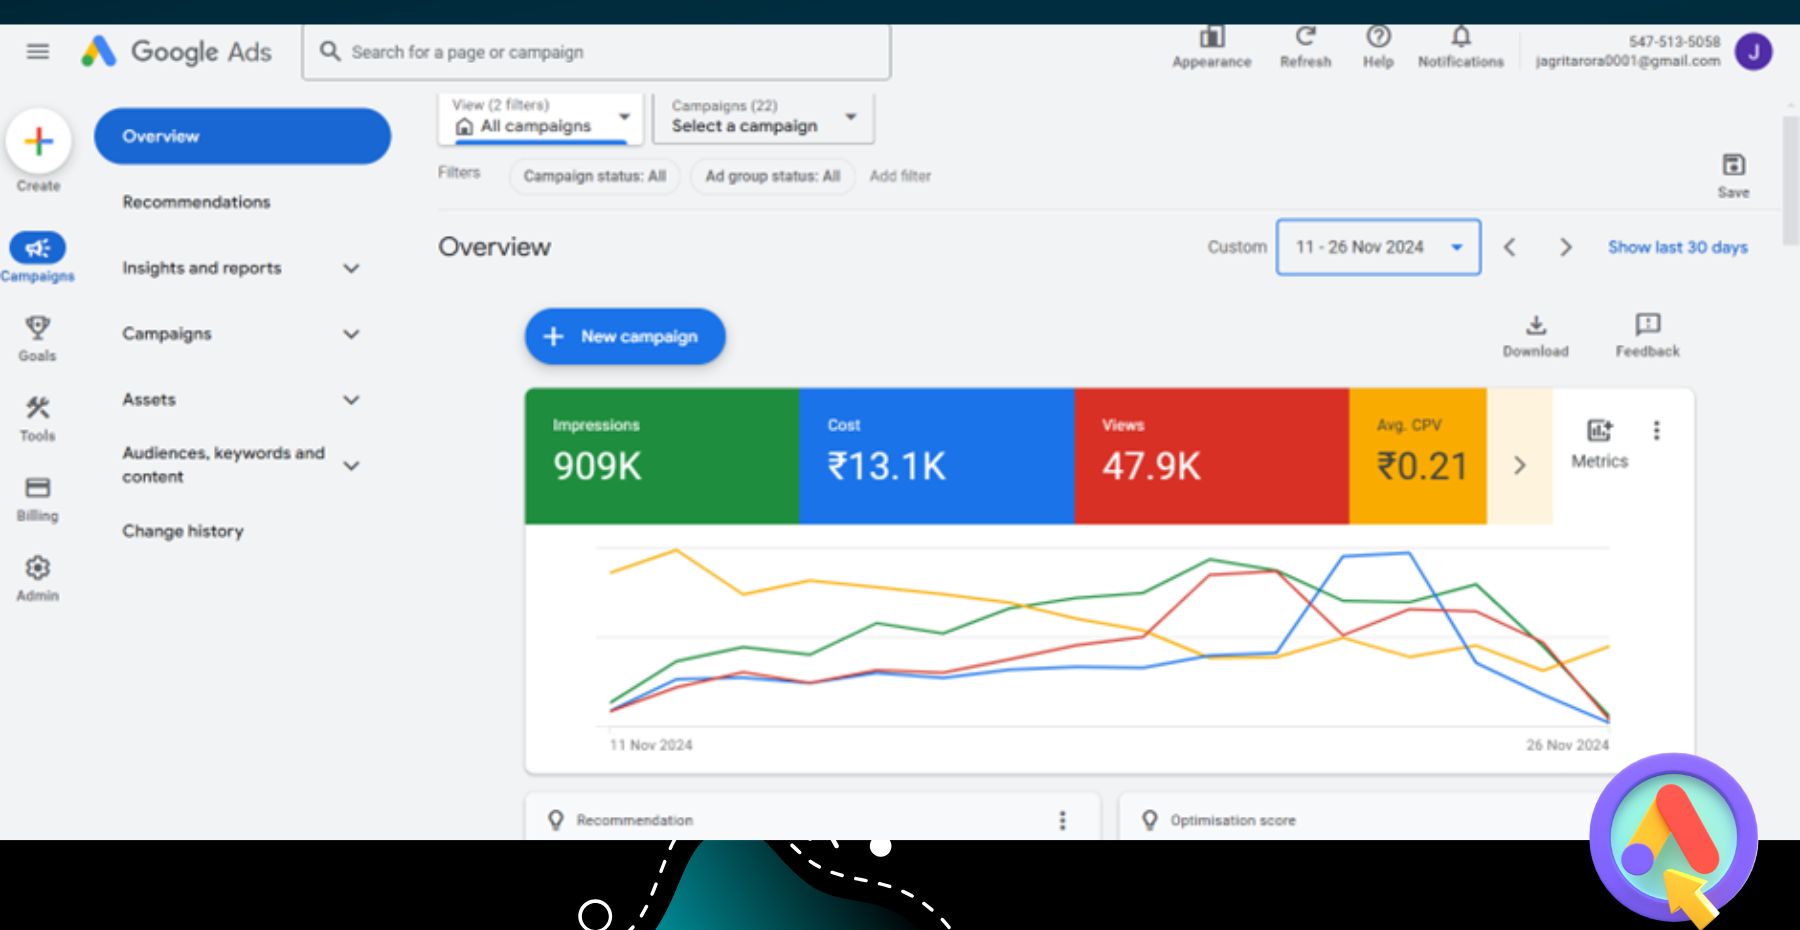 Google Ads
Search for a page or campaign
Appearance
Refresh
Help
Notifications
547-513-5058
jagritarora0001@gmail.com
J
Create
Campaigns
Goals
Tools
Billing
Admin
Overview
Recommendations
Insights and reports
Campaigns
Assets
Audiences, keywords and
content
Change history
View (2 filters)
All campaigns
Campaigns (22)
Select a campaign
Filters
Campaign status: All
Ad group status: All
Add filter
Save
Overview
Custom
11 - 26 Nov 2024
Show last 30 days
New campaign
Download
Feedback
Impressions
909K
Cost
₹13.1K
Views
47.9K
Avg. CPV
₹0.21
Metrics
11 Nov 2024
26 Nov 2024
Recommendation
Optimisation score